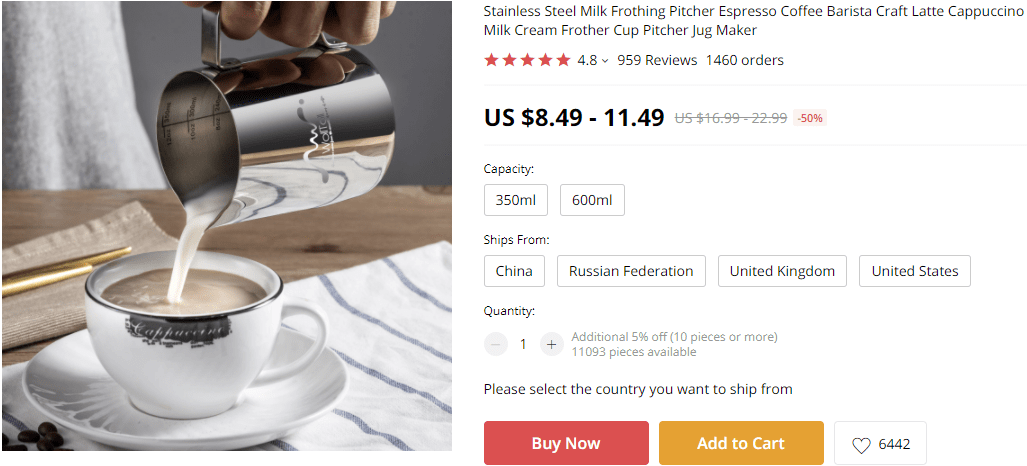 Stainless Steel Milk Frothing Pitcher Espresso Coffee Barista Craft Latte Cappuccino
Milk Cream Frother Cup Pitcher Jug Maker
4.8 959 Reviews 1460 orders
US $8.49 - 11.49 US $16.99 - 22.99 -50%
Capacity:
350ml 600ml
Ships From:
China Russian Federation United Kingdom United States
Quantity:
1 Additional 5% off (10 pieces or more)
11093 pieces available
Please select the country you want to ship from
Buy Now Add to Cart 6442
Cappuccino